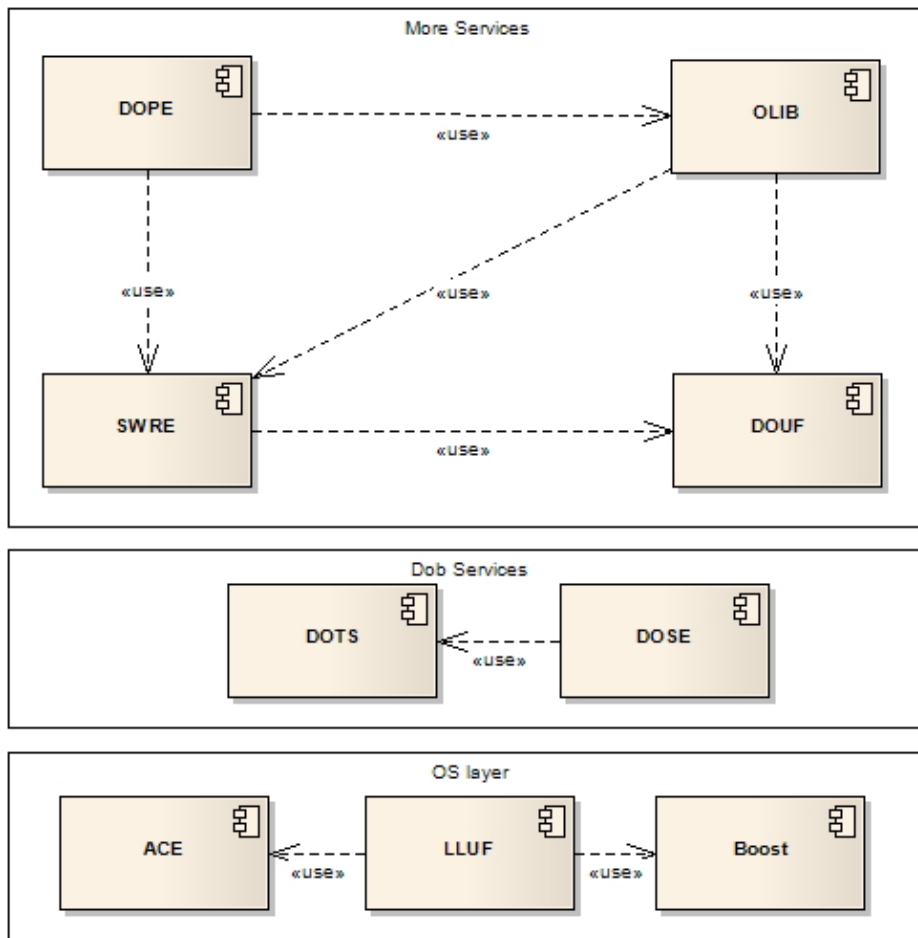 More Services
DOPE
OLIB
«use»
«use»
«use»
«use»
SWRE
DOUF
«use»
Dob Services
DOTS
DOSE
«use»
OS layer
ACE
LLUF
Boost
«use»
«use»